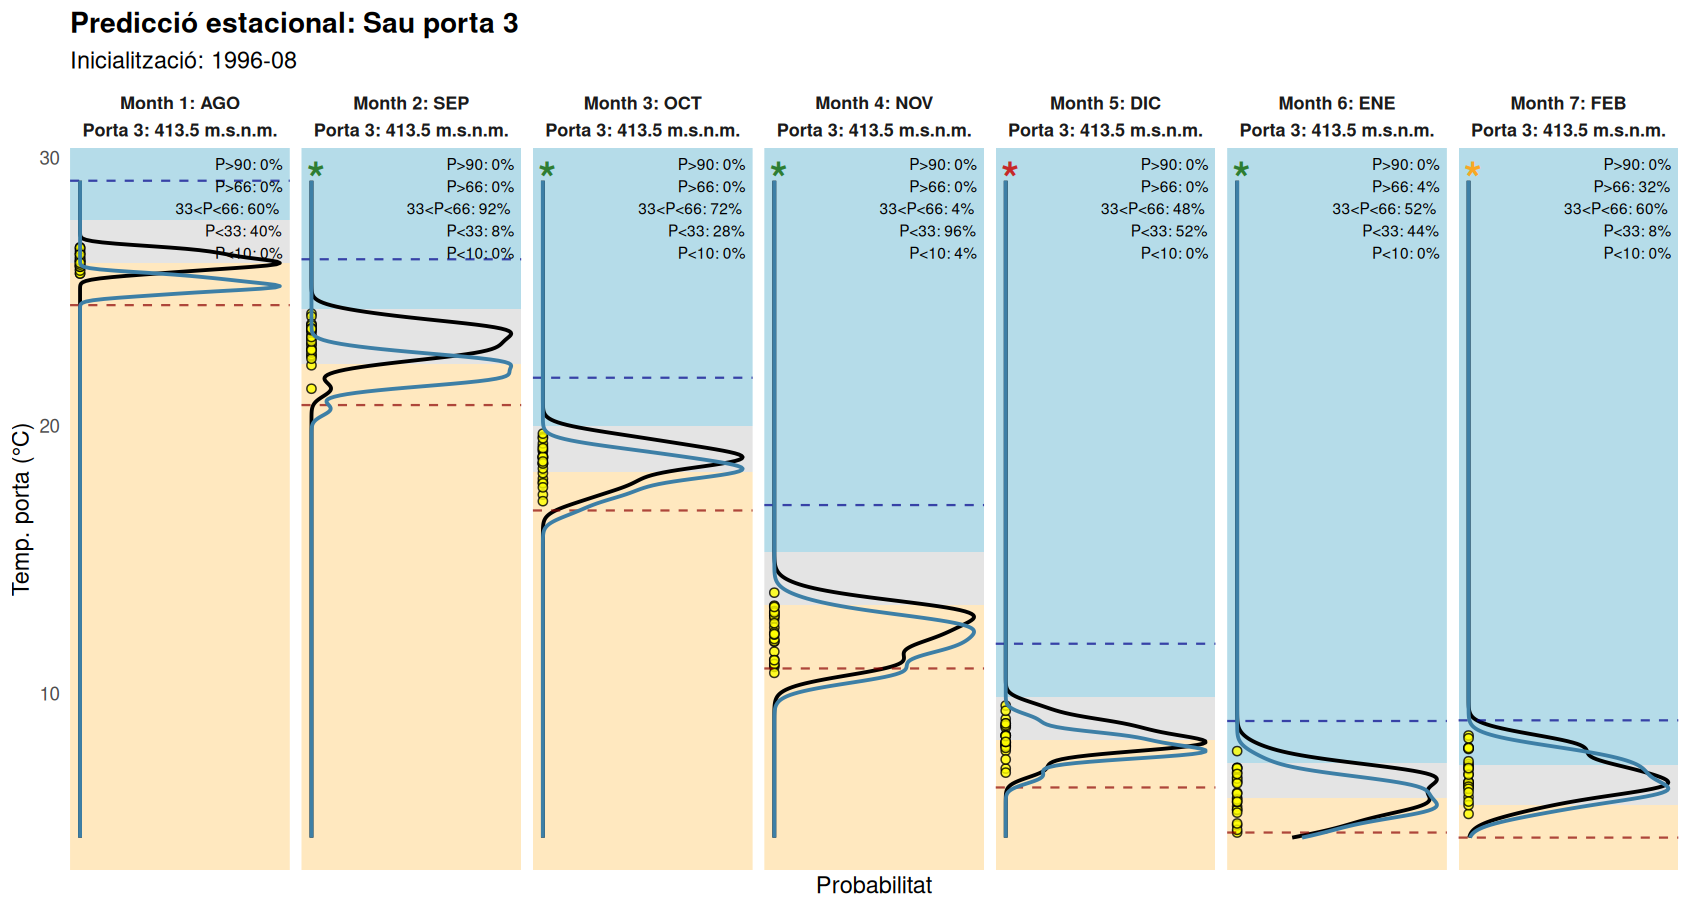 Predicció estacional: Sau porta 3
Inicialització: 1996-08
Month 1: AGO
Porta 3: 413.5 m.s.n.m.
Month 2: SEP
Porta 3: 413.5 m.s.n.m.
Month 3: OCT
Porta 3: 413.5 m.s.n.m.
Month 4: NOV
Porta 3: 413.5 m.s.n.m.
Month 5: DIC
Porta 3: 413.5 m.s.n.m.
Month 6: ENE
Porta 3: 413.5 m.s.n.m.
Month 7: FEB
Porta 3: 413.5 m.s.n.m.
30
20
10
Temp. porta (°C)
P>90: 0%
P>66: 0%
33<P<66: 60%
P<33: 40%
P<10: 0%
*
P>90: 0%
P>66: 0%
33<P<66: 92%
P<33: 8%
P<10: 0%
*
P>90: 0%
P>66: 0%
33<P<66: 72%
P<33: 28%
P<10: 0%
*
P>90: 0%
P>66: 0%
33<P<66: 4%
P<33: 96%
P<10: 4%
*
P>90: 0%
P>66: 0%
33<P<66: 48%
P<33: 52%
P<10: 0%
*
P>90: 0%
P>66: 4%
33<P<66: 52%
P<33: 44%
P<10: 0%
*
P>90: 0%
P>66: 32%
33<P<66: 60%
P<33: 8%
P<10: 0%
Probabilitat